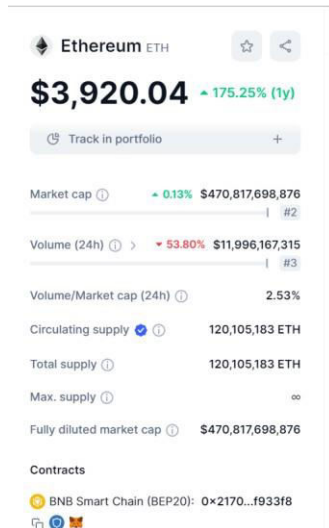 Ethereum ETH
$3,920.04 ▲ 175.25% (1y)
Track in portfolio +
Market cap ▲ 0.13% $470,817,698,876
#2
Volume (24h) > ▼ 53.80% $11,996,167,315
#3
Volume/Market cap (24h) 2.53%
Circulating supply 120,105,183 ETH
Total supply 120,105,183 ETH
Max. supply ∞
Fully diluted market cap $470,817,698,876
Contracts
BNB Smart Chain (BEP20): 0x2170...f933f8